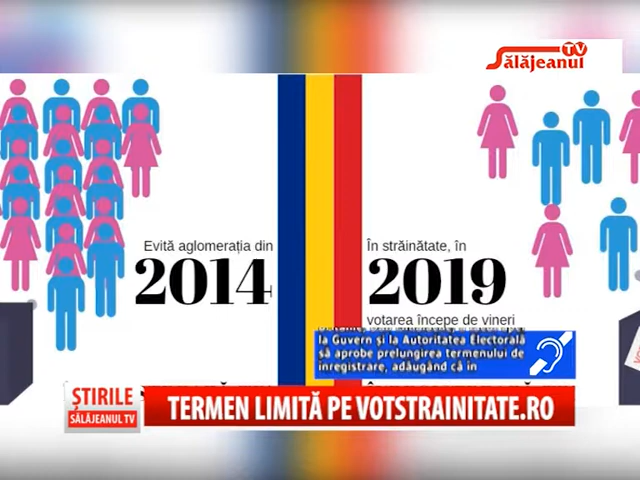 Sălăjeanul TV
Evită aglomerația din
2014
În străinătate, în
2019
votarea începe de vineri
la Guvern și la Autoritatea Electorală
să aprobe prelungirea termenului de
înregistrare, adăugând că în
ȘTIRILE
SĂLĂJEANUL TV
TERMEN LIMITĂ PE VOTSTRAINITATE.RO